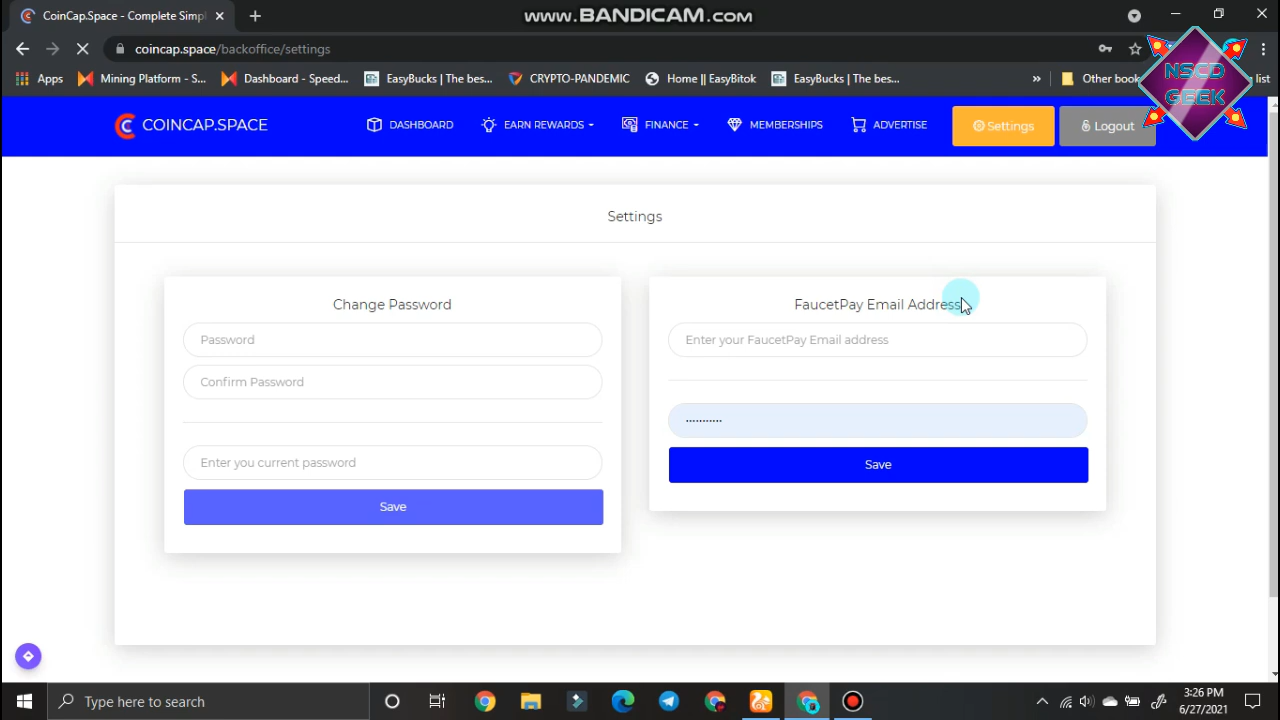 CoinCap.Space - Complete Simpl
www.BANDICAM.com
coincap.space/backoffice/settings
Apps
Mining Platform - S...
Dashboard - Speed...
EasyBucks | The bes...
CRYPTO-PANDEMIC
Home || EasyBitok
EasyBucks | The bes...
»
Other book
list
NSCD
GEEK
COINCAP.SPACE
DASHBOARD
EARN REWARDS
FINANCE
MEMBERSHIPS
ADVERTISE
Settings
Logout
Settings
Change Password
Password
Confirm Password
Enter you current password
Save
FaucetPay Email Address
Enter your FaucetPay Email address
Save
Type here to search
3:26 PM
6/27/2021